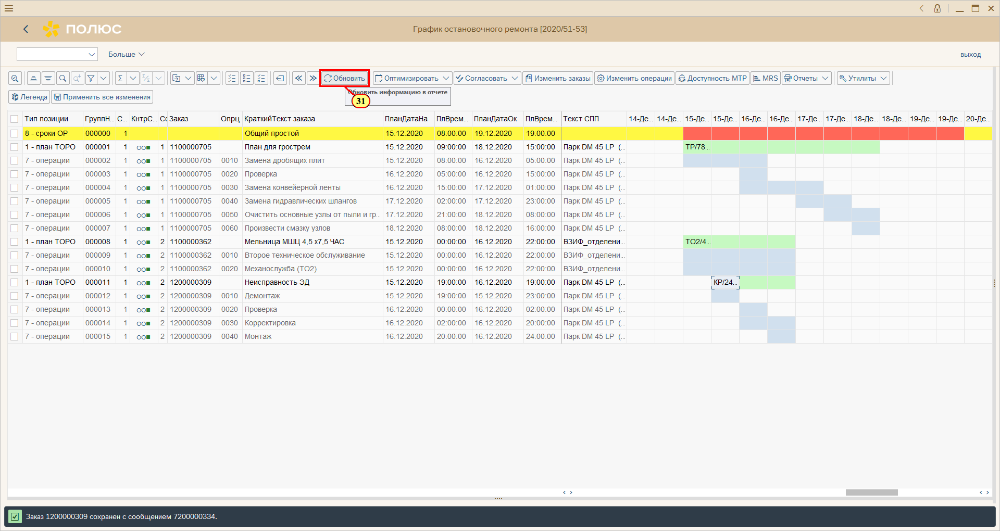 ПОЛЮС
График остановочного ремонта [2020/51-53]
Больше
выход
Обновить Оптимизировать Согласовать Изменить заказы Изменить операции Доступность МТР MRS Отчеты Утилиты
Легенда Применить все изменения
Обновить информацию в отчете
31
Тип позиции ГруппН... С... КнтрС... Сс Заказ Опрц КраткийТекст заказа ПланДатаНа ПлВрем... ПланДатаОк ПлВрем... Текст СПП 14-Де... 14-Де... 15-Де... 15-Де... 16-Де... 16-Де... 17-Де... 17-Де... 18-Де... 18-Де... 19-Де... 19-Де... 20-Де...
8 - сроки ОР 000000 1 Общий простой 15.12.2020 08:00:00 19.12.2020 19:00:00
1 - план ТОРО 000001 1 1 1100000705 План для грострем 15.12.2020 09:00:00 18.12.2020 15:00:00 Парк DM 45 LP (... ТР/78...
7 - операции 000002 1 1 1100000705 0010 Замена дробящих плит 15.12.2020 08:00:00 16.12.2020 05:00:00 Парк DM 45 LP (...
7 - операции 000003 1 1 1100000705 0020 Проверка 16.12.2020 05:00:00 16.12.2020 15:00:00 Парк DM 45 LP (...
7 - операции 000004 1 1 1100000705 0030 Замена конвейерной ленты 16.12.2020 15:00:00 17.12.2020 01:00:00 Парк DM 45 LP (...
7 - операции 000005 1 1 1100000705 0040 Замена гидравлических шлангов 17.12.2020 02:00:00 17.12.2020 23:00:00 Парк DM 45 LP (...
7 - операции 000006 1 1 1100000705 0050 Очистить основные узлы от пыли и гр... 17.12.2020 21:00:00 18.12.2020 08:00:00 Парк DM 45 LP (...
7 - операции 000007 1 1 1100000705 0060 Произвести смазку узлов 18.12.2020 08:00:00 18.12.2020 16:00:00 Парк DM 45 LP (...
1 - план ТОРО 000008 1 2 1100000362 Мельница МШЦ 4,5 х7,5 ЧАС 15.12.2020 00:00:00 16.12.2020 22:00:00 ВЗИФ_отделени... ТО2/4...
7 - операции 000009 1 2 1100000362 0010 Второе техническое обслуживание 15.12.2020 00:00:00 16.12.2020 22:00:00 ВЗИФ_отделени...
7 - операции 000010 1 2 1100000362 0020 Механослужба (ТО2) 15.12.2020 00:00:00 16.12.2020 22:00:00 ВЗИФ_отделени...
1 - план ТОРО 000011 1 2 1200000309 Неисправность ЭД 15.12.2020 19:00:00 16.12.2020 19:00:00 Парк DM 45 LP (... КР/24...
7 - операции 000012 1 2 1200000309 0010 Демонтаж 15.12.2020 19:00:00 15.12.2020 23:00:00 Парк DM 45 LP (...
7 - операции 000013 1 2 1200000309 0020 Проверка 16.12.2020 00:00:00 16.12.2020 02:00:00 Парк DM 45 LP (...
7 - операции 000014 1 2 1200000309 0030 Корректировка 16.12.2020 02:00:00 16.12.2020 20:00:00 Парк DM 45 LP (...
7 - операции 000015 1 2 1200000309 0040 Монтаж 16.12.2020 20:00:00 16.12.2020 24:00:00 Парк DM 45 LP (...
Заказ 1200000309 сохранен с сообщением 7200000334.